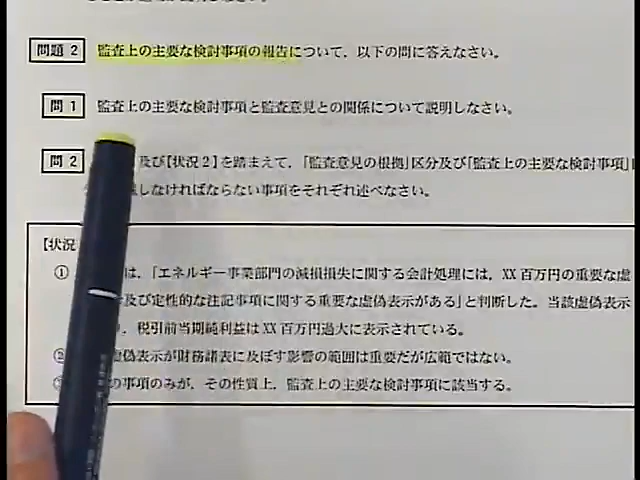 問題 2 監査上の主要な検討事項の報告について、以下の問に答えなさい。
問 1 監査上の主要な検討事項と監査意見との関係について説明しなさい。
問 2 及び【状況 2】を踏まえて、「監査意見の根拠」区分及び「監査上の主要な検討事項」
しなければならない事項をそれぞれ述べなさい。
【状況
① は、「エネルギー事業部門の減損損失に関する会計処理には、XX 百万円の重要な虚
及び定性的な注記事項に関する重要な虚偽表示がある」と判断した。当該虚偽表示
、税引前当期純利益は XX 百万円過大に表示されている。
② 虚偽表示が財務諸表に及ぼす影響の範囲は重要だが広範ではない。
の事項のみが、その性質上、監査上の主要な検討事項に該当する。